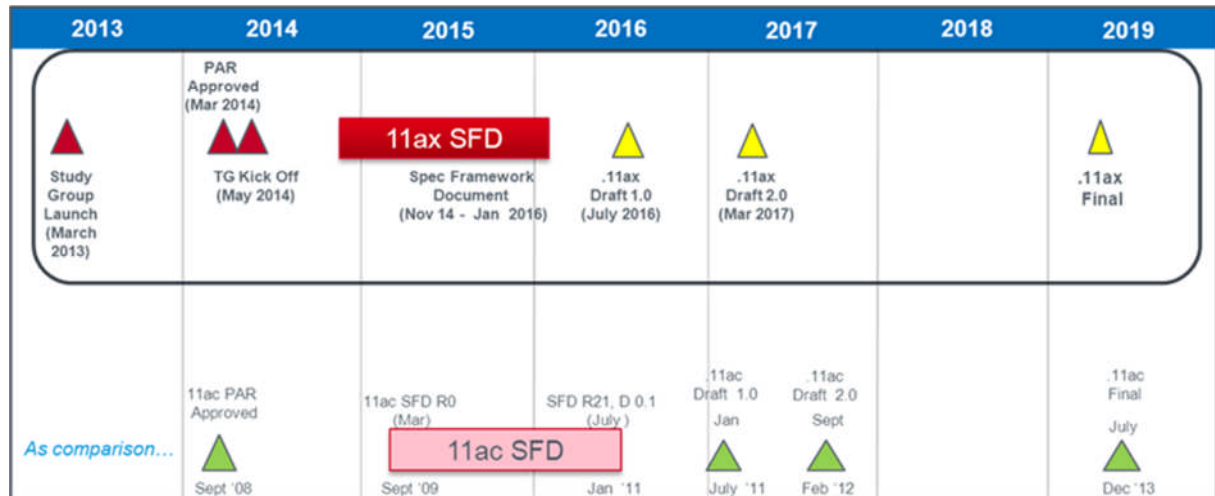 2013 2014 2015 2016 2017 2018 2019
PAR
Approved
(Mar 2014)
11ax SFD
Study
Group
Launch
(March
2013)
TG Kick Off
(May 2014)
Spec Framework
Document
(Nov 14 - Jan 2016)
.11ax
Draft 1.0
(July 2016)
.11ax
Draft 2.0
(Mar 2017)
.11ax
Final
As comparison...
11ac PAR
Approved
Sept '08
11ac SFD R0
(Mar)
11ac SFD
Sept '09
SFD R21, D 0.1
(July )
Jan '11
.11ac
Draft 1.0
Jan
July '11
.11ac
Draft 2.0
Sept
Feb '12
.11ac
Final
July
Dec '13